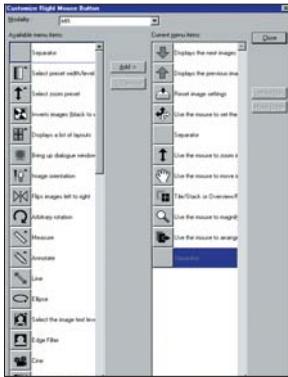 Customize Right Mouse Button
Modality:
MR
Available menu items:
Separator
Select preset width/level
Select zoom preset
Inverts images (black to
Displays a list of layouts
Bring up dialogue window
Image orientation
Flips images left to right
Arbitrary rotation
Measure
Annotate
Line
Ellipse
Select the image text leve
Edge Filter
Cine
Add >
Current menu items:
Displays the next images
Displays the previous ima
Reset image settings
Use the mouse to set the
Separator
Use the mouse to zoom
Use the mouse to move
Tile/Stack or Overview/
Use the mouse to magnify
Use the mouse to arrange
Separator
Close